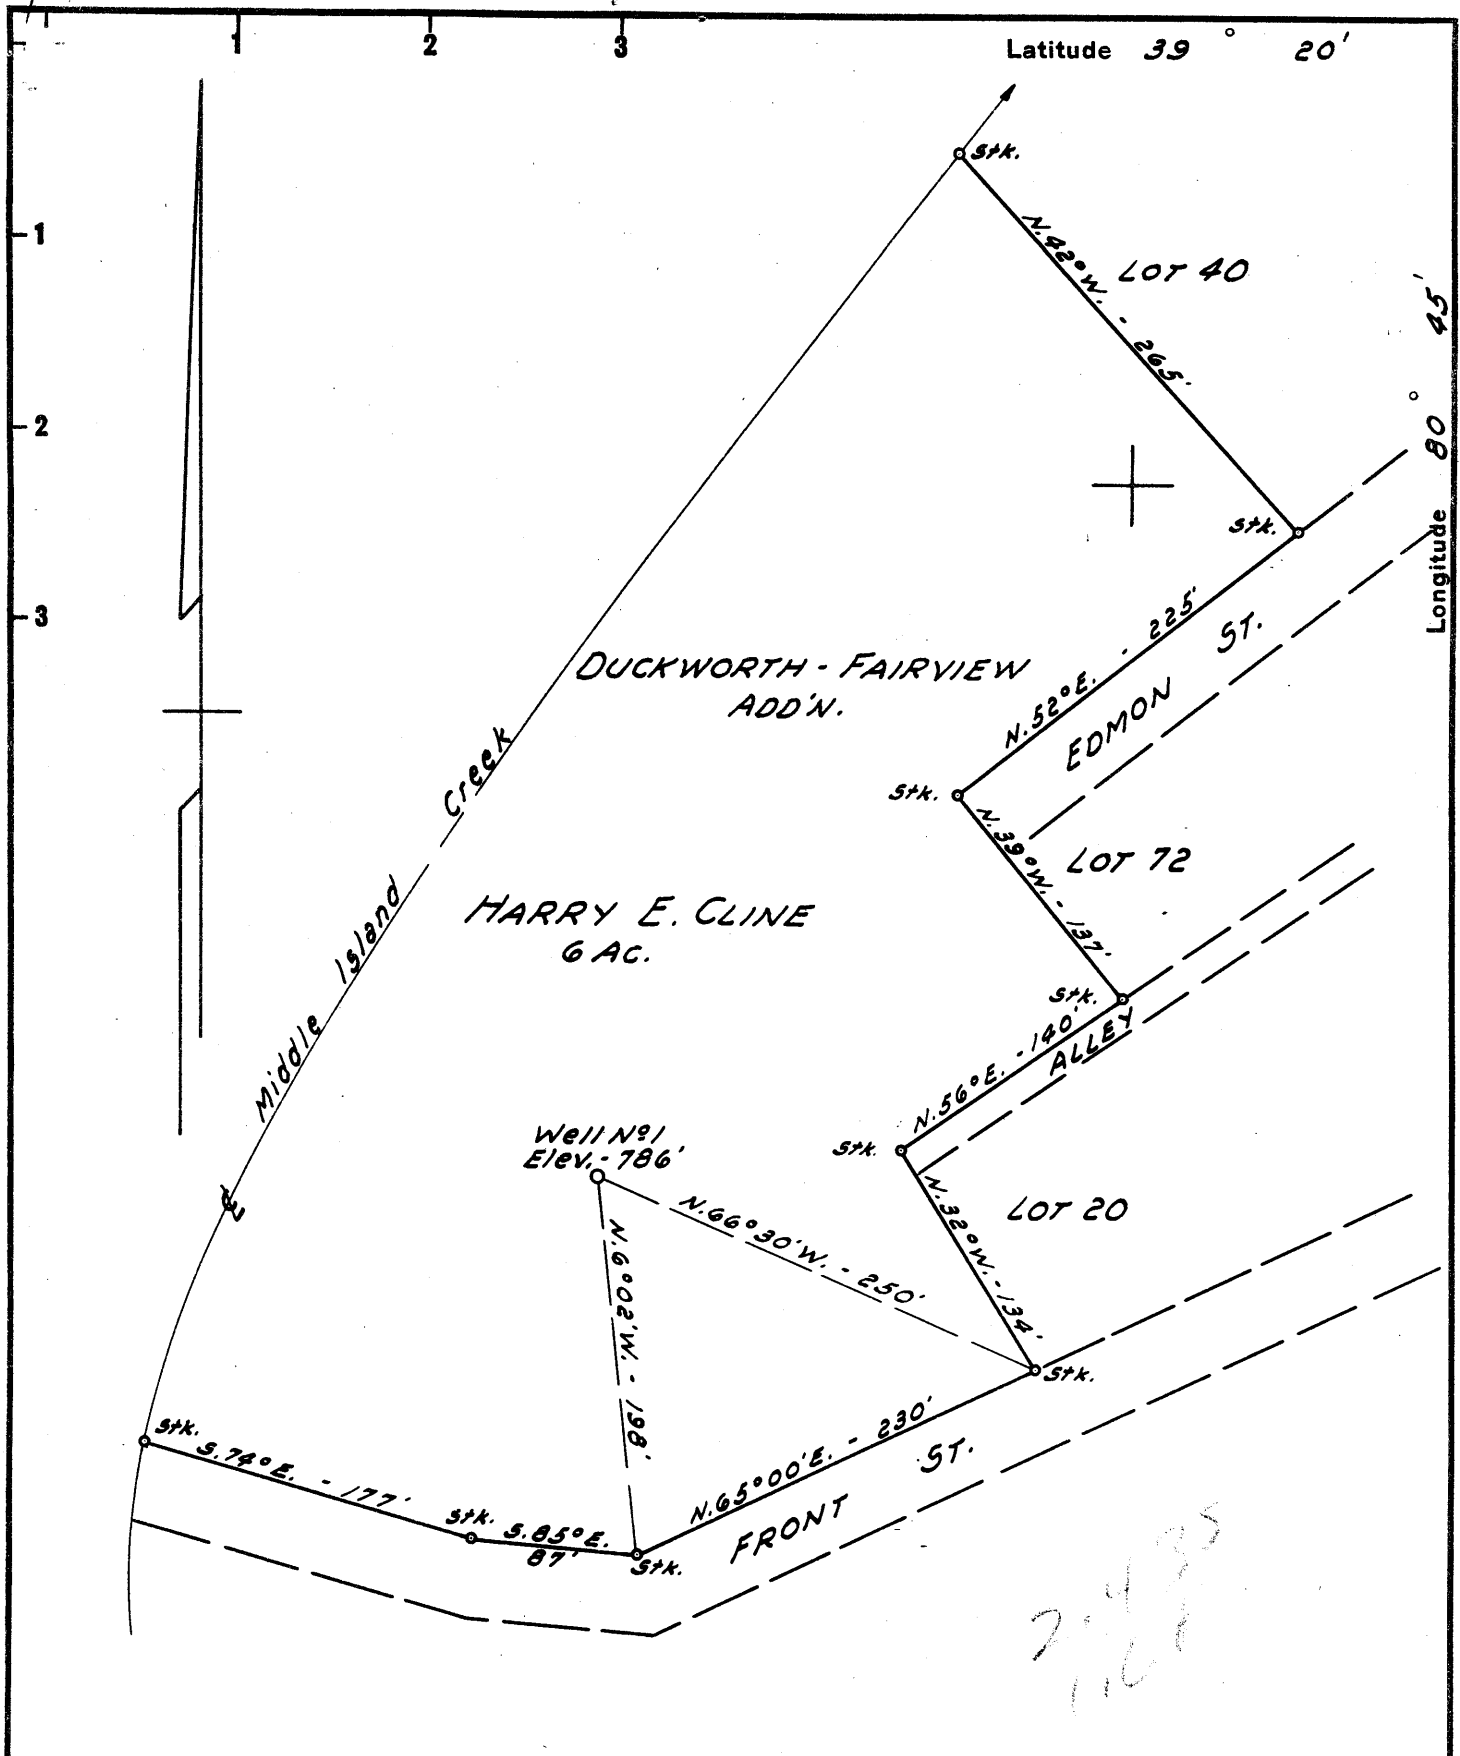 1
2
3
Latitude 39° 20'
Stk.
1
N.42°W. - 265'
LOT 40
Longitude 80° 45'
2
Stk.
3
N.52°E. - 225'
EDMON ST.
DUCKWORTH - FAIRVIEW
ADD'N.
Middle Island Creek
Stk.
N.39°W. - 137'
LOT 72
HARRY E. CLINE
6 AC.
Stk.
N.56°E. - 140'
ALLEY
Well Nº1
Elev. - 786'
Stk.
℄
N.66°30'W. - 250'
N.32°W. - 134'
LOT 20
N.6°02'W. - 198'
Stk.
Stk.
S.74°E. - 177'
Stk.
S.85°E.
87'
Stk.
N.65°00'E. - 230'
FRONT ST.